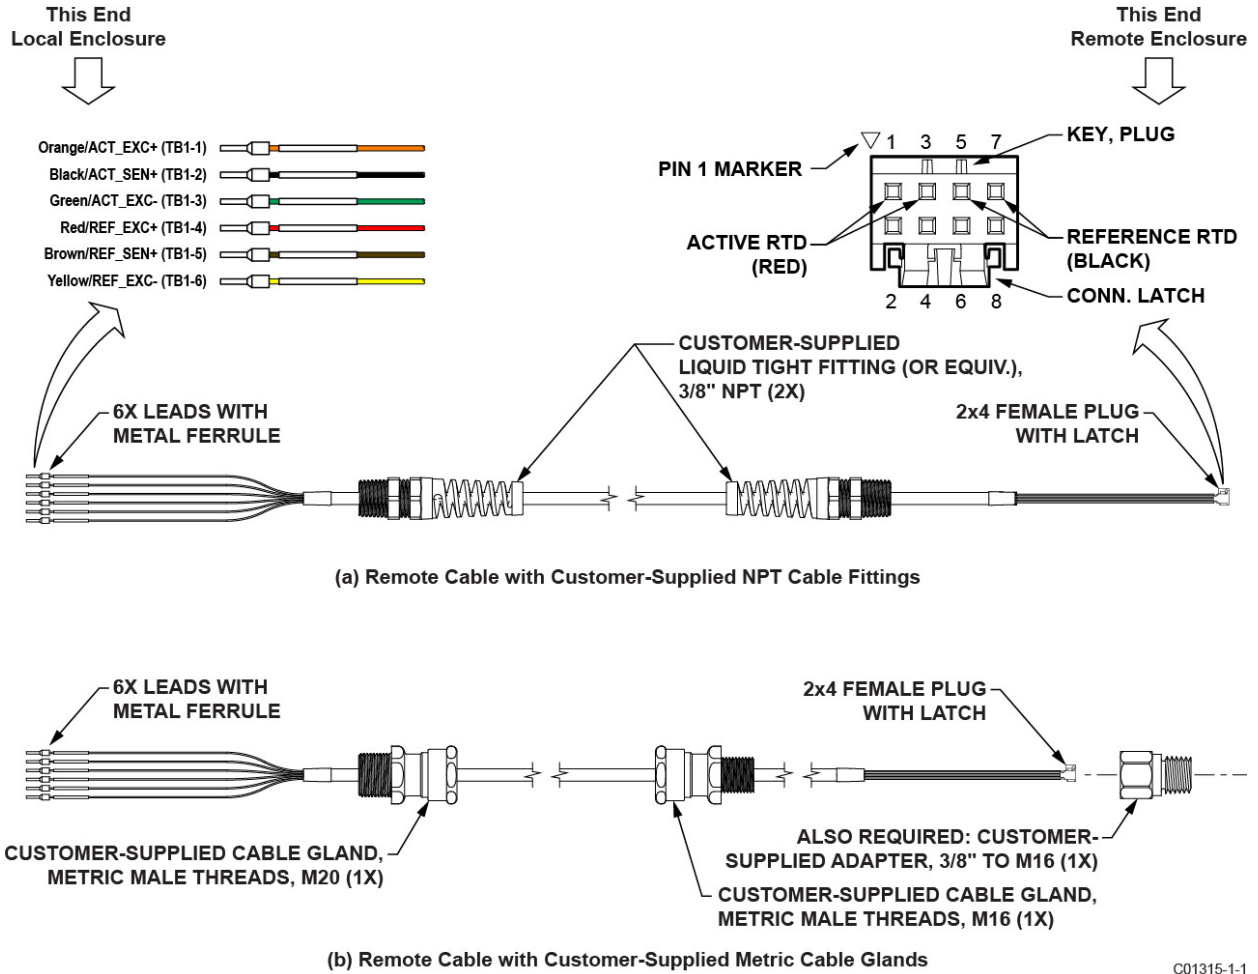 This End
Local Enclosure
This End
Remote Enclosure
Orange/ACT_EXC+ (TB1-1)
Black/ACT_SEN+ (TB1-2)
Green/ACT_EXC- (TB1-3)
Red/REF_EXC+ (TB1-4)
Brown/REF_SEN+ (TB1-5)
Yellow/REF_EXC- (TB1-6)
1 3 5 7
KEY, PLUG
PIN 1 MARKER
ACTIVE RTD
(RED)
REFERENCE RTD
(BLACK)
CONN. LATCH
2 4 6 8
CUSTOMER-SUPPLIED
LIQUID TIGHT FITTING (OR EQUIV.),
3/8" NPT (2X)
6X LEADS WITH
METAL FERRULE
2x4 FEMALE PLUG
WITH LATCH
(a) Remote Cable with Customer-Supplied NPT Cable Fittings
6X LEADS WITH
METAL FERRULE
2x4 FEMALE PLUG
WITH LATCH
CUSTOMER-SUPPLIED CABLE GLAND,
METRIC MALE THREADS, M20 (1X)
ALSO REQUIRED: CUSTOMER-
SUPPLIED ADAPTER, 3/8" TO M16 (1X)
CUSTOMER-SUPPLIED CABLE GLAND,
METRIC MALE THREADS, M16 (1X)
(b) Remote Cable with Customer-Supplied Metric Cable Glands
C01315-1-1